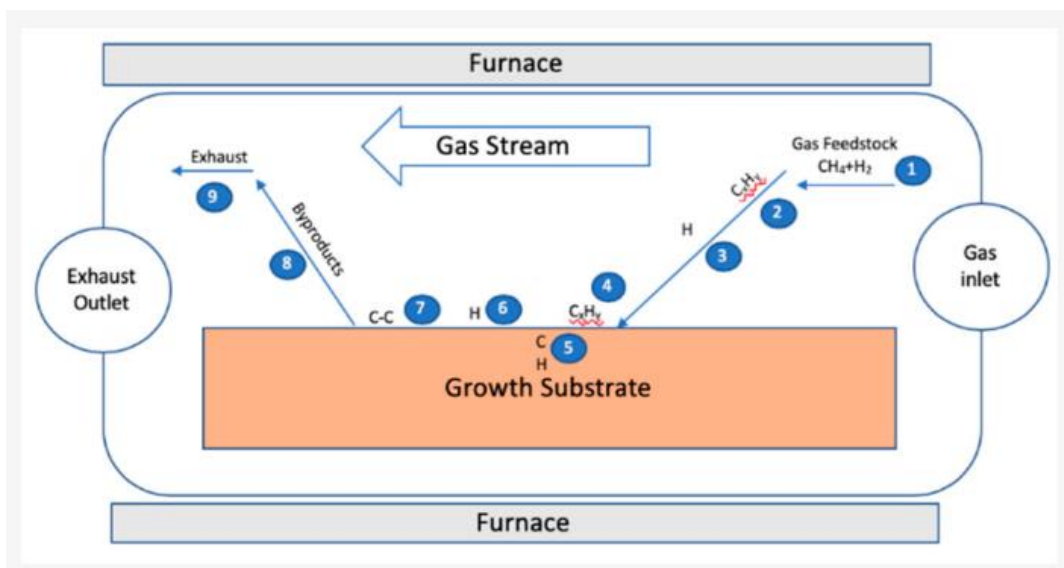 Furnace
Gas Stream
Gas Feedstock
CH₄+H₂
1
Exhaust
9
CₓHᵧ
2
Byproducts
8
H
3
Exhaust
Outlet
Gas
inlet
4
C-C
7
H
6
CₓHᵧ
C
H
5
Growth Substrate
Furnace